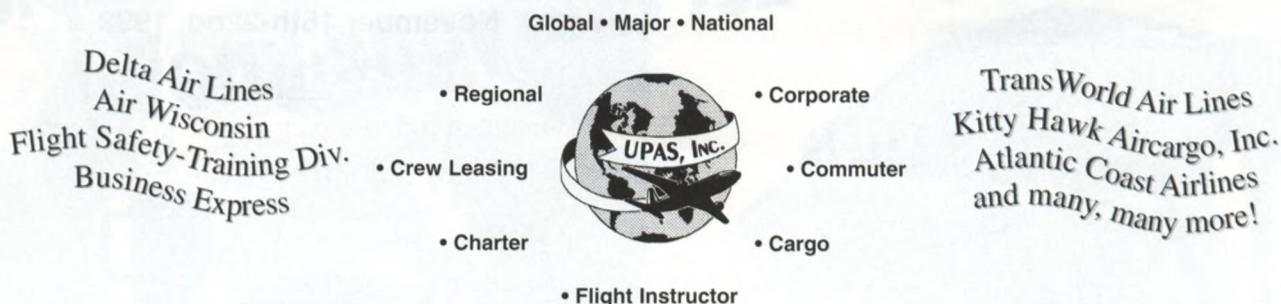 Global • Major • National
Delta Air Lines
Air Wisconsin
Flight Safety-Training Div.
Business Express
• Regional
• Crew Leasing
• Charter
UPAS, INC.
• Corporate
• Commuter
• Cargo
• Flight Instructor
Trans World Air Lines
Kitty Hawk Aircargo, Inc.
Atlantic Coast Airlines
and many, many more!